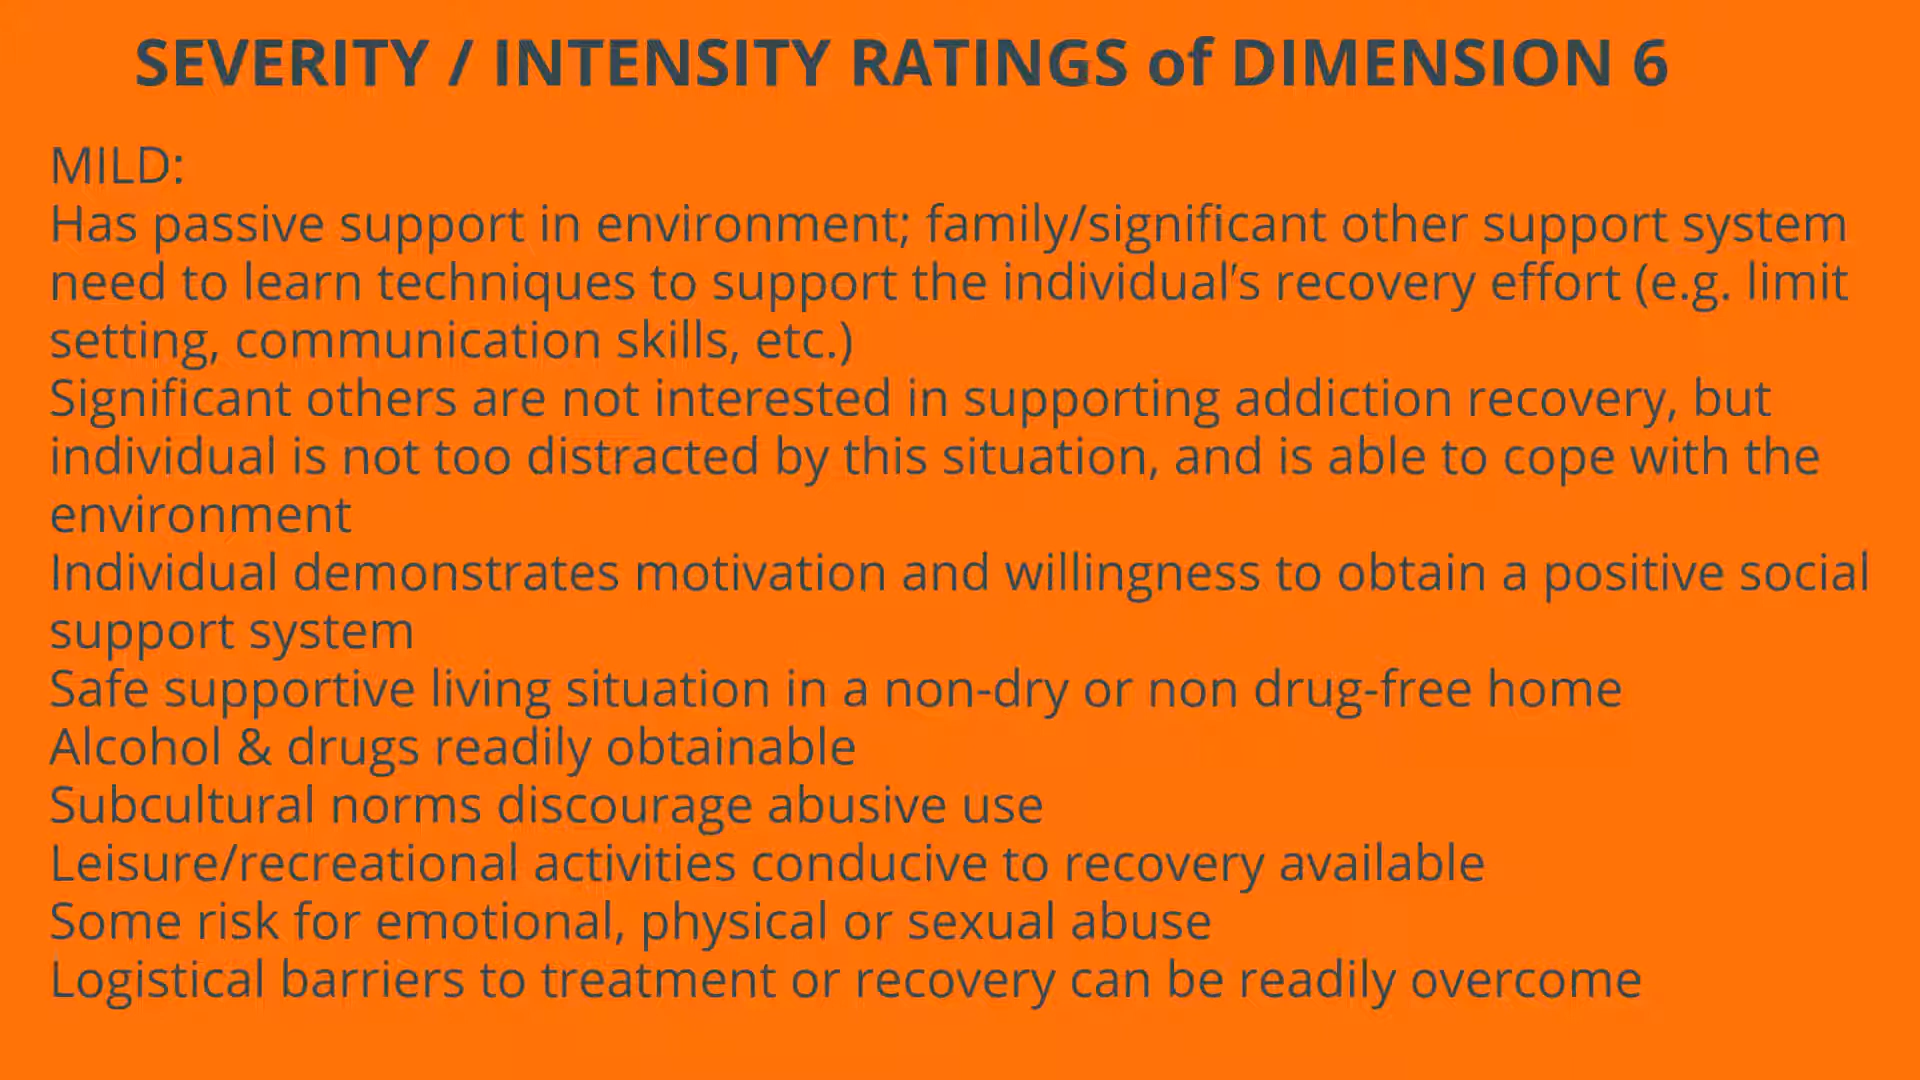 SEVERITY / INTENSITY RATINGS of DIMENSION 6
MILD:
Has passive support in environment; family/significant other support system
need to learn techniques to support the individual's recovery effort (e.g. limit
setting, communication skills, etc.)
Significant others are not interested in supporting addiction recovery, but
individual is not too distracted by this situation, and is able to cope with the
environment
Individual demonstrates motivation and willingness to obtain a positive social
support system
Safe supportive living situation in a non-dry or non drug-free home
Alcohol & drugs readily obtainable
Subcultural norms discourage abusive use
Leisure/recreational activities conducive to recovery available
Some risk for emotional, physical or sexual abuse
Logistical barriers to treatment or recovery can be readily overcome